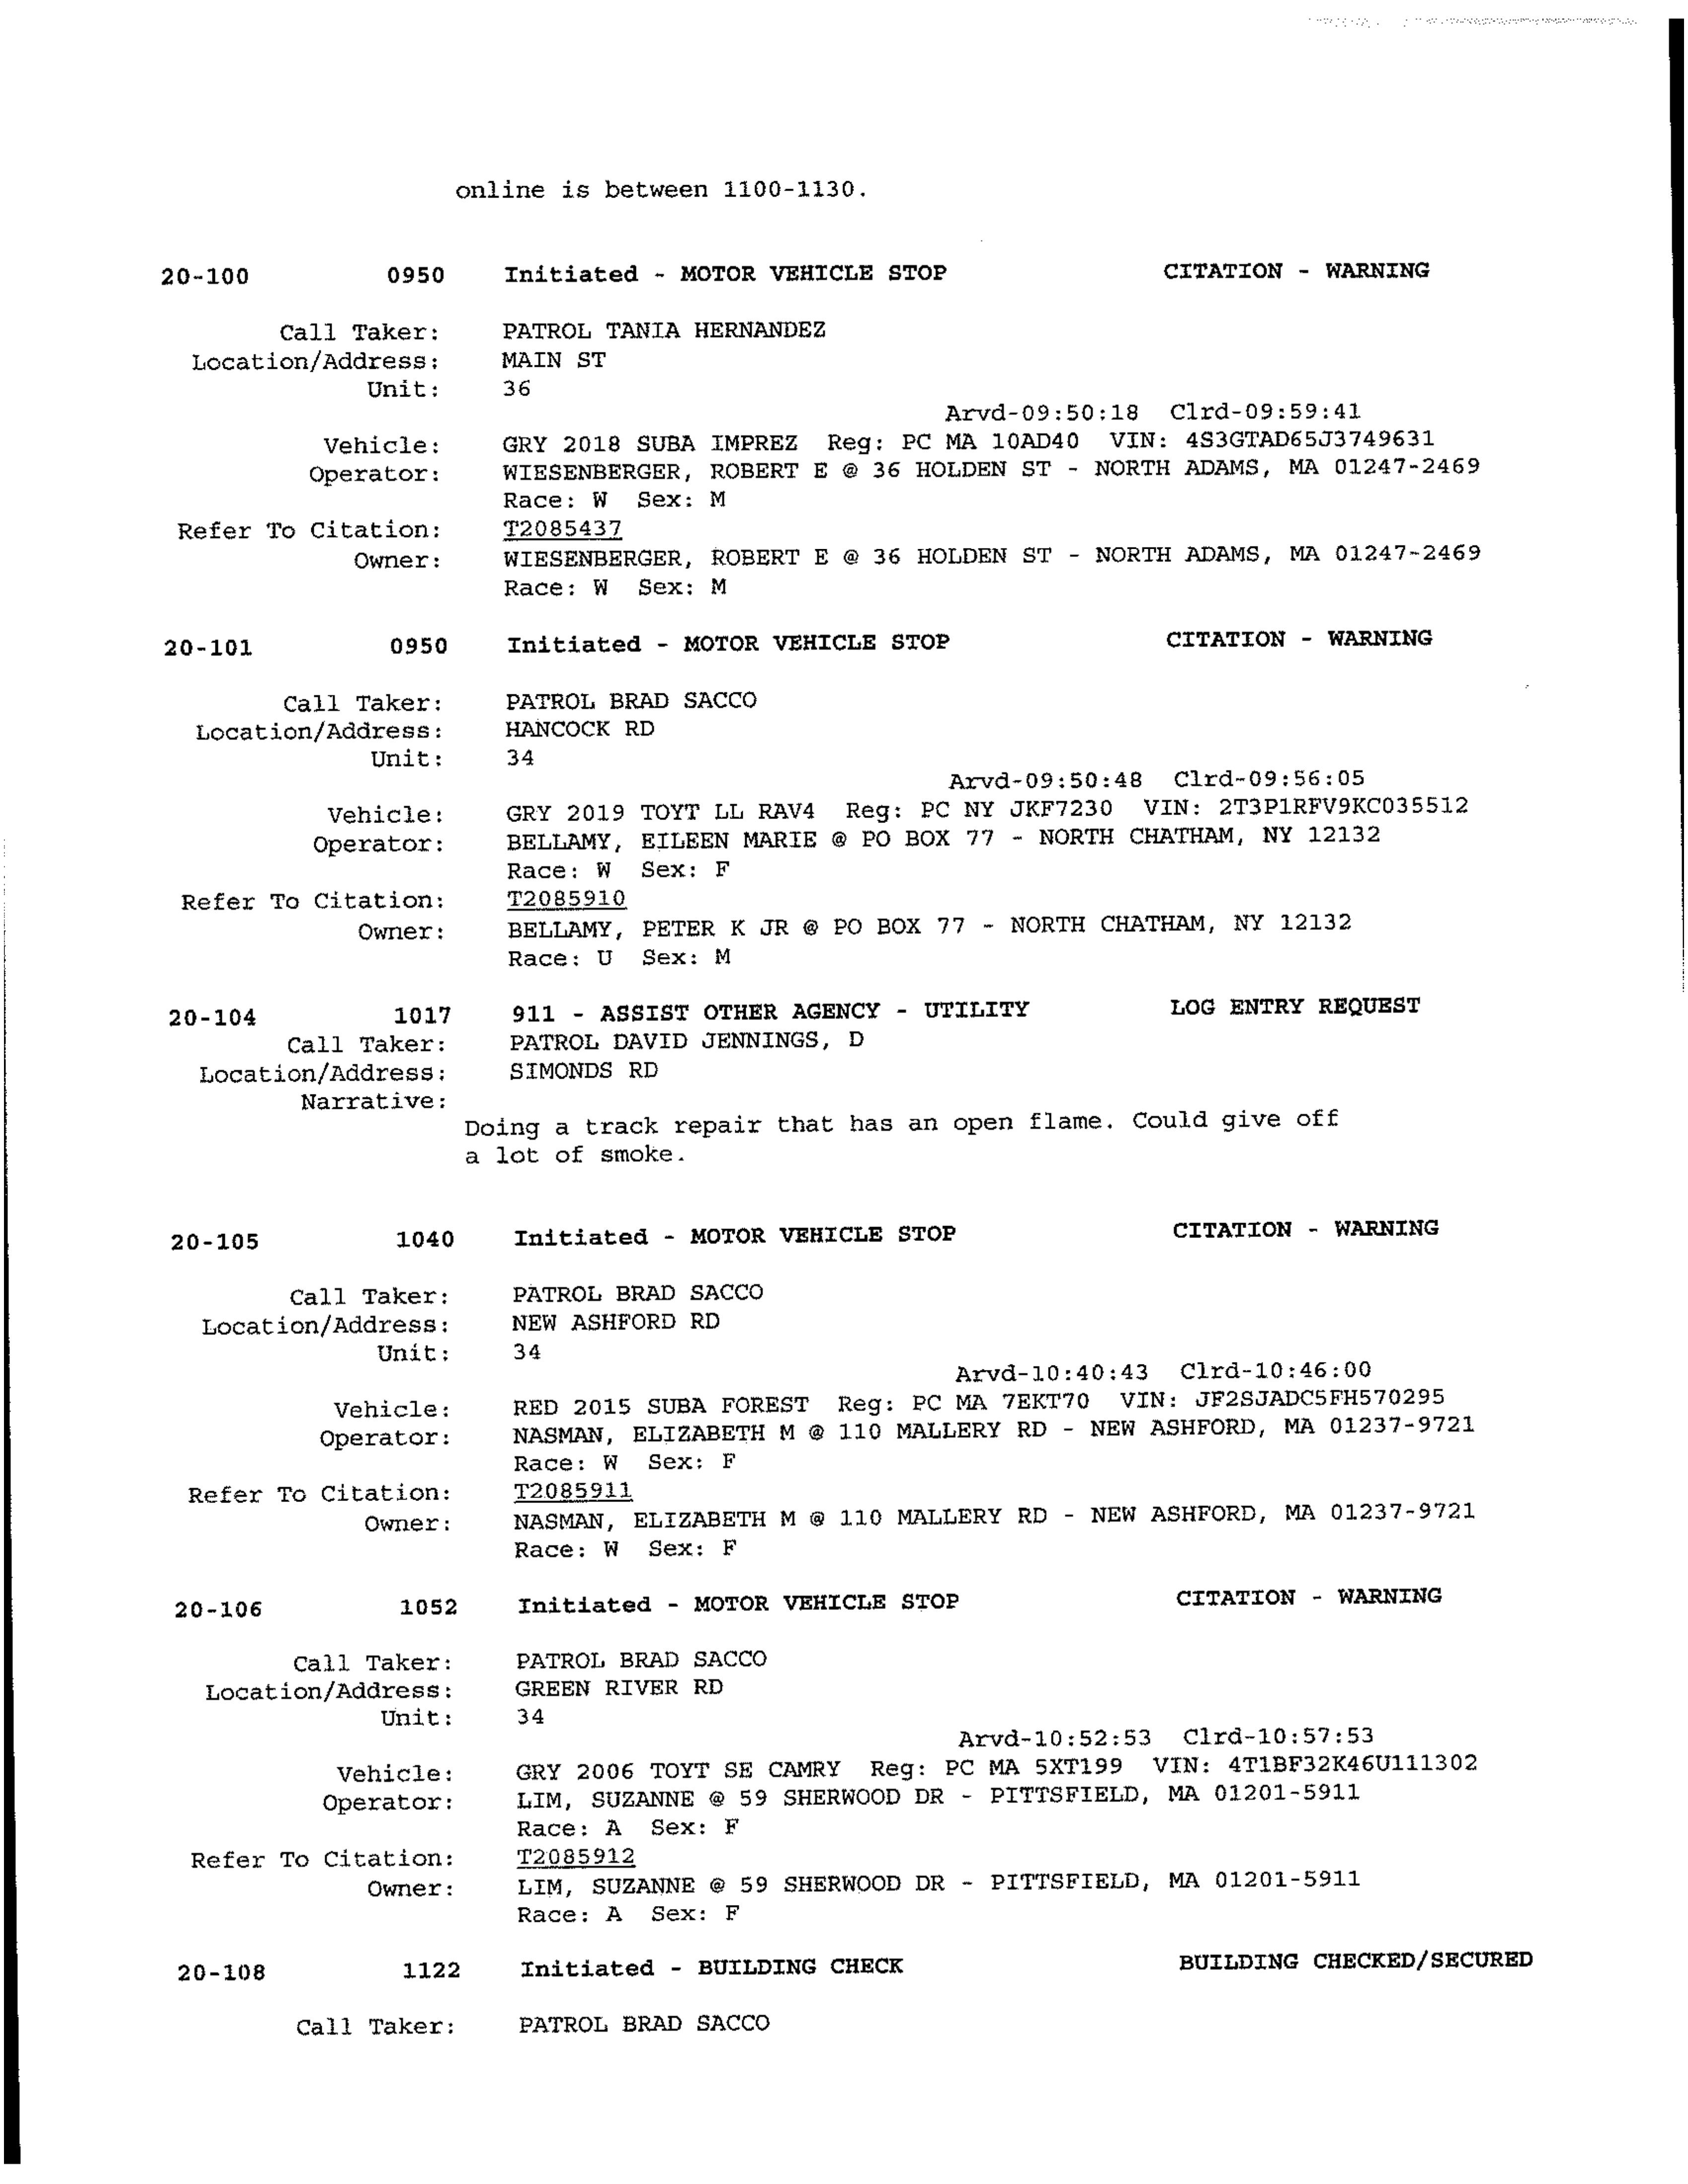 online is between 1100-1130.
20-100 0950 Initiated - MOTOR VEHICLE STOP CITATION - WARNING
Call Taker: PATROL TANIA HERNANDEZ
Location/Address: MAIN ST
Unit: 36
Arvd-09:50:18 Clrd-09:59:41
Vehicle: GRY 2018 SUBA IMPREZ Reg: PC MA 10AD40 VIN: 4S3GTAD65J3749631
Operator: WIESENBERGER, ROBERT E @ 36 HOLDEN ST - NORTH ADAMS, MA 01247-2469
Race: W Sex: M
Refer To Citation: T2085437
Owner: WIESENBERGER, ROBERT E @ 36 HOLDEN ST - NORTH ADAMS, MA 01247-2469
Race: W Sex: M
20-101 0950 Initiated - MOTOR VEHICLE STOP CITATION - WARNING
Call Taker: PATROL BRAD SACCO
Location/Address: HANCOCK RD
Unit: 34
Arvd-09:50:48 Clrd-09:56:05
Vehicle: GRY 2019 TOYT LL RAV4 Reg: PC NY JKF7230 VIN: 2T3P1RFV9KC035512
Operator: BELLAMY, EILEEN MARIE @ PO BOX 77 - NORTH CHATHAM, NY 12132
Race: W Sex: F
Refer To Citation: T2085910
Owner: BELLAMY, PETER K JR @ PO BOX 77 - NORTH CHATHAM, NY 12132
Race: U Sex: M
20-104 1017 911 - ASSIST OTHER AGENCY - UTILITY LOG ENTRY REQUEST
Call Taker: PATROL DAVID JENNINGS, D
Location/Address: SIMONDS RD
Narrative:
Doing a track repair that has an open flame. Could give off
a lot of smoke.
20-105 1040 Initiated - MOTOR VEHICLE STOP CITATION - WARNING
Call Taker: PATROL BRAD SACCO
Location/Address: NEW ASHFORD RD
Unit: 34
Arvd-10:40:43 Clrd-10:46:00
Vehicle: RED 2015 SUBA FOREST Reg: PC MA 7EKT70 VIN: JF2SJADC5FH570295
Operator: NASMAN, ELIZABETH M @ 110 MALLERY RD - NEW ASHFORD, MA 01237-9721
Race: W Sex: F
Refer To Citation: T2085911
Owner: NASMAN, ELIZABETH M @ 110 MALLERY RD - NEW ASHFORD, MA 01237-9721
Race: W Sex: F
20-106 1052 Initiated - MOTOR VEHICLE STOP CITATION - WARNING
Call Taker: PATROL BRAD SACCO
Location/Address: GREEN RIVER RD
Unit: 34
Arvd-10:52:53 Clrd-10:57:53
Vehicle: GRY 2006 TOYT SE CAMRY Reg: PC MA 5XT199 VIN: 4T1BF32K46U111302
Operator: LIM, SUZANNE @ 59 SHERWOOD DR - PITTSFIELD, MA 01201-5911
Race: A Sex: F
Refer To Citation: T2085912
Owner: LIM, SUZANNE @ 59 SHERWOOD DR - PITTSFIELD, MA 01201-5911
Race: A Sex: F
20-108 1122 Initiated - BUILDING CHECK BUILDING CHECKED/SECURED
Call Taker: PATROL BRAD SACCO